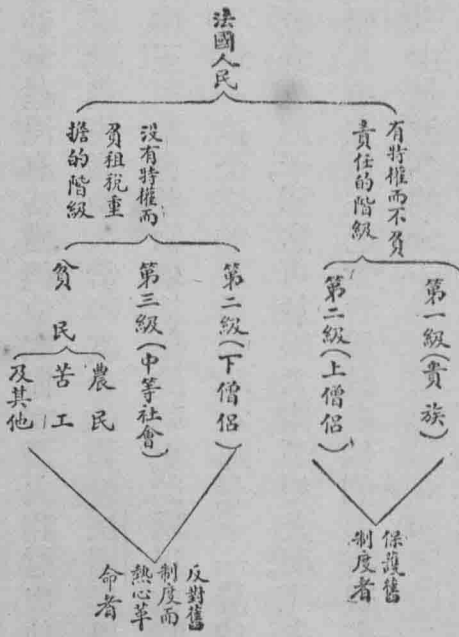 法國人民
有特權而不負
責任的階級
第一級(貴族)
第二級(上僧侶)
保護舊
制度者
沒有特權而
負租稅重
擔的階級
第二級(下僧侶)
第三級(中等社會)
貧民
農民
苦工
及其他
反對舊
制度而
熱心革
命者